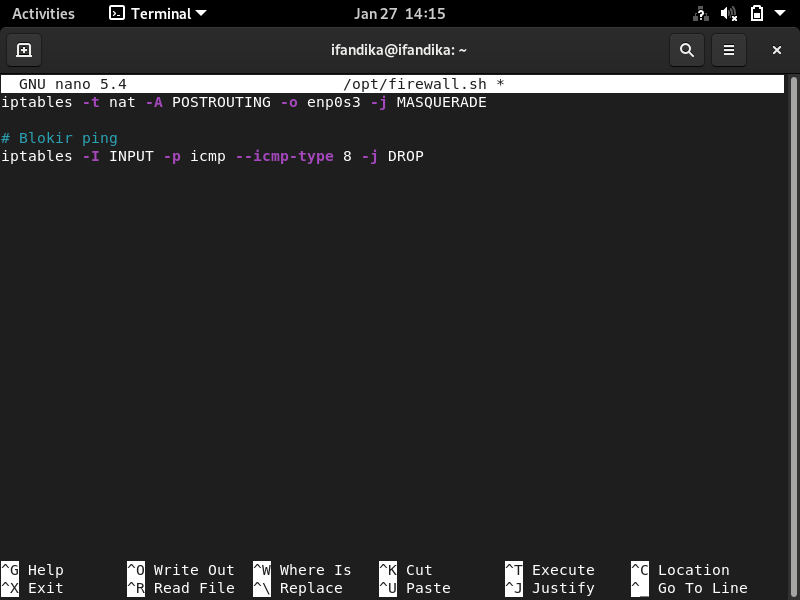 Activities Terminal Jan 27 14:15
ifandika@ifandika: ~
GNU nano 5.4 /opt/firewall.sh *
iptables -t nat -A POSTROUTING -o enp0s3 -j MASQUERADE
# Blokir ping
iptables -I INPUT -p icmp --icmp-type 8 -j DROP
^G Help ^O Write Out ^W Where Is ^K Cut ^T Execute ^C Location
^X Exit ^R Read File ^\ Replace ^U Paste ^J Justify ^_ Go To Line